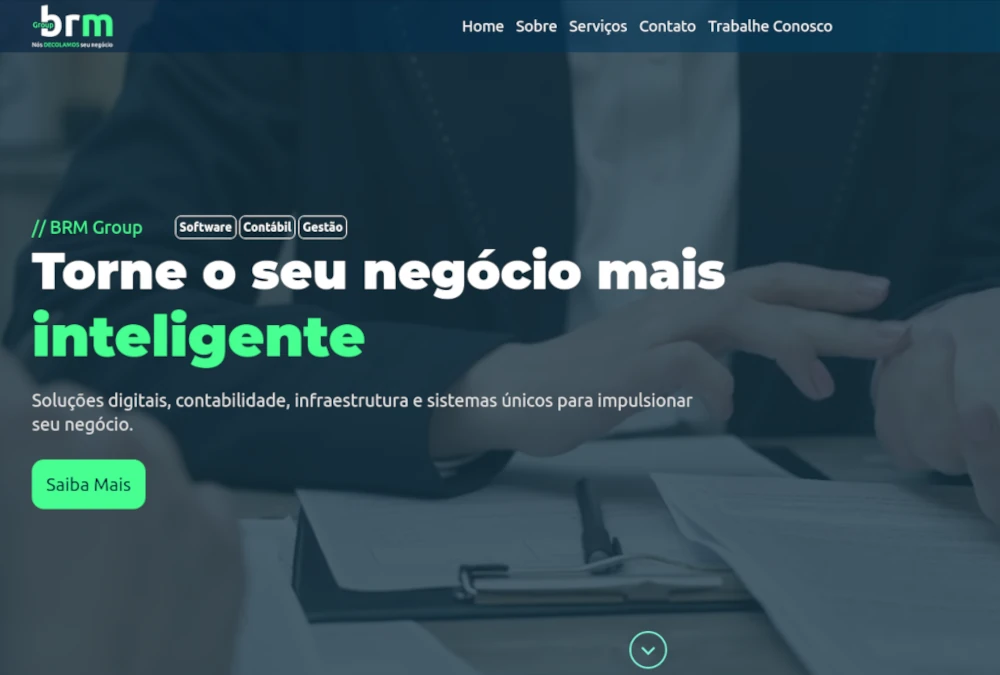 Group brm
Nós DECOLAMOS seu negócio
Home Sobre Serviços Contato Trabalhe Conosco
// BRM Group Software Contábil Gestão
Torne o seu negócio mais
inteligente
Soluções digitais, contabilidade, infraestrutura e sistemas únicos para impulsionar
seu negócio.
Saiba Mais